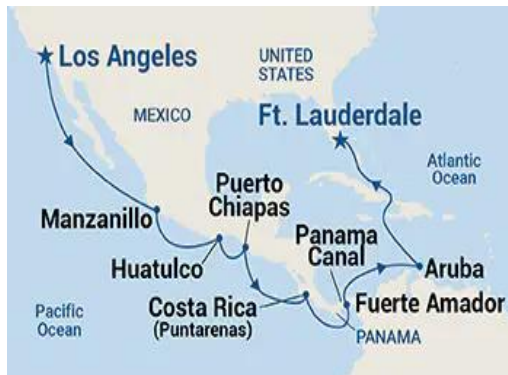 Los Angeles
UNITED
STATES
MEXICO
Ft. Lauderdale
Atlantic
Ocean
Puerto
Chiapas
Manzanillo
Panama
Canal
Huatulco
Aruba
Costa Rica
(Puntarenas)
Fuerte Amador
Pacific
Ocean
PANAMA